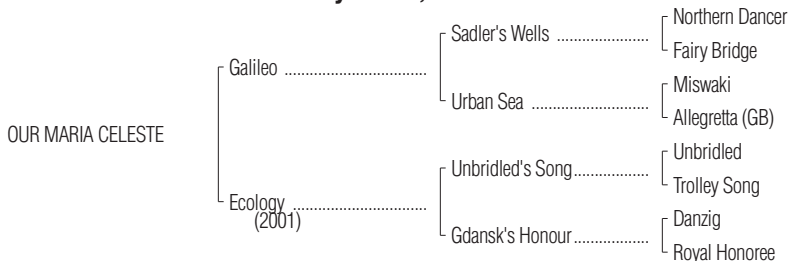 Northern Dancer
Sadler's Wells .......................
Fairy Bridge
Galileo ...................................
Miswaki
Urban Sea .............................
Allegretta (GB)
OUR MARIA CELESTE
Unbridled
Unbridled's Song...................
Trolley Song
Ecology .................................
(2001)
Danzig
Gdansk's Honour...................
Royal Honoree